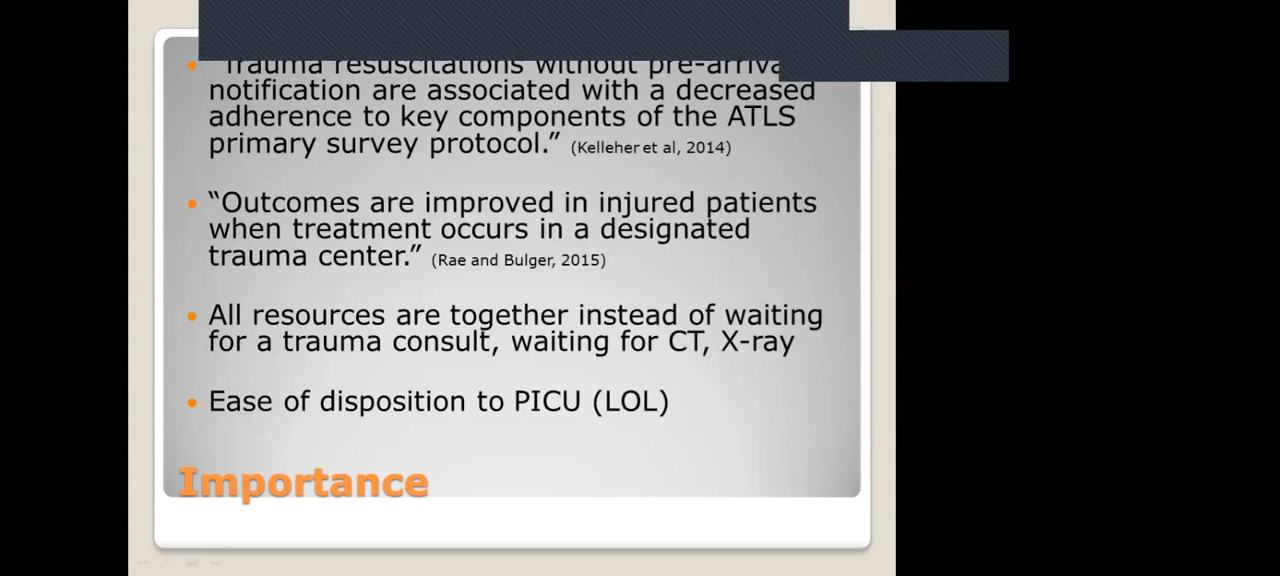 "Trauma resuscitations without pre-arrival
notification are associated with a decreased
adherence to key components of the ATLS
primary survey protocol.” (Kelleher et al, 2014)
“Outcomes are improved in injured patients
when treatment occurs in a designated
trauma center.” (Rae and Bulger, 2015)
All resources are together instead of waiting
for a trauma consult, waiting for CT, X-ray
Ease of disposition to PICU (LOL)
Importance